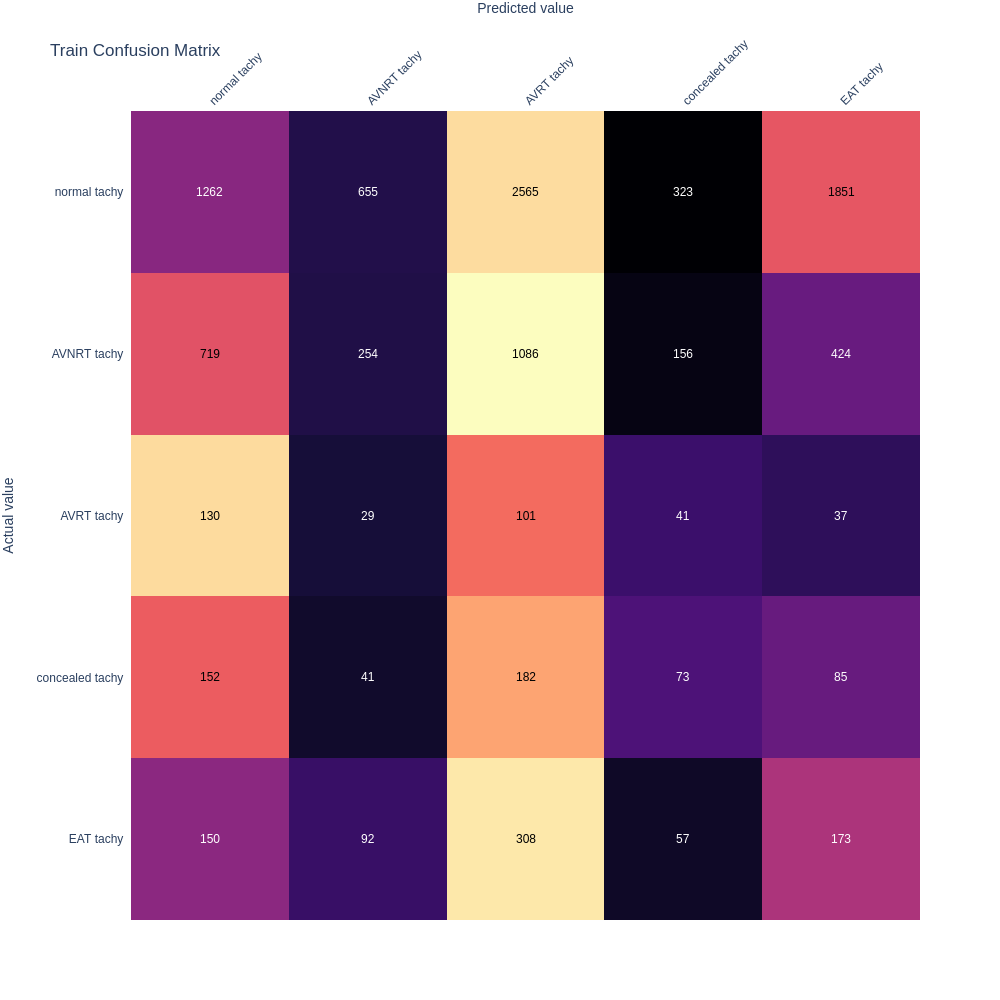 Predicted value
Train Confusion Matrix
normal tachy
AVNRT tachy
AVRT tachy
concealed tachy
EAT tachy
normal tachy 1262 655 2565 323 1851
AVNRT tachy 719 254 1086 156 424
Actual value
AVRT tachy 130 29 101 41 37
concealed tachy 152 41 182 73 85
EAT tachy 150 92 308 57 173